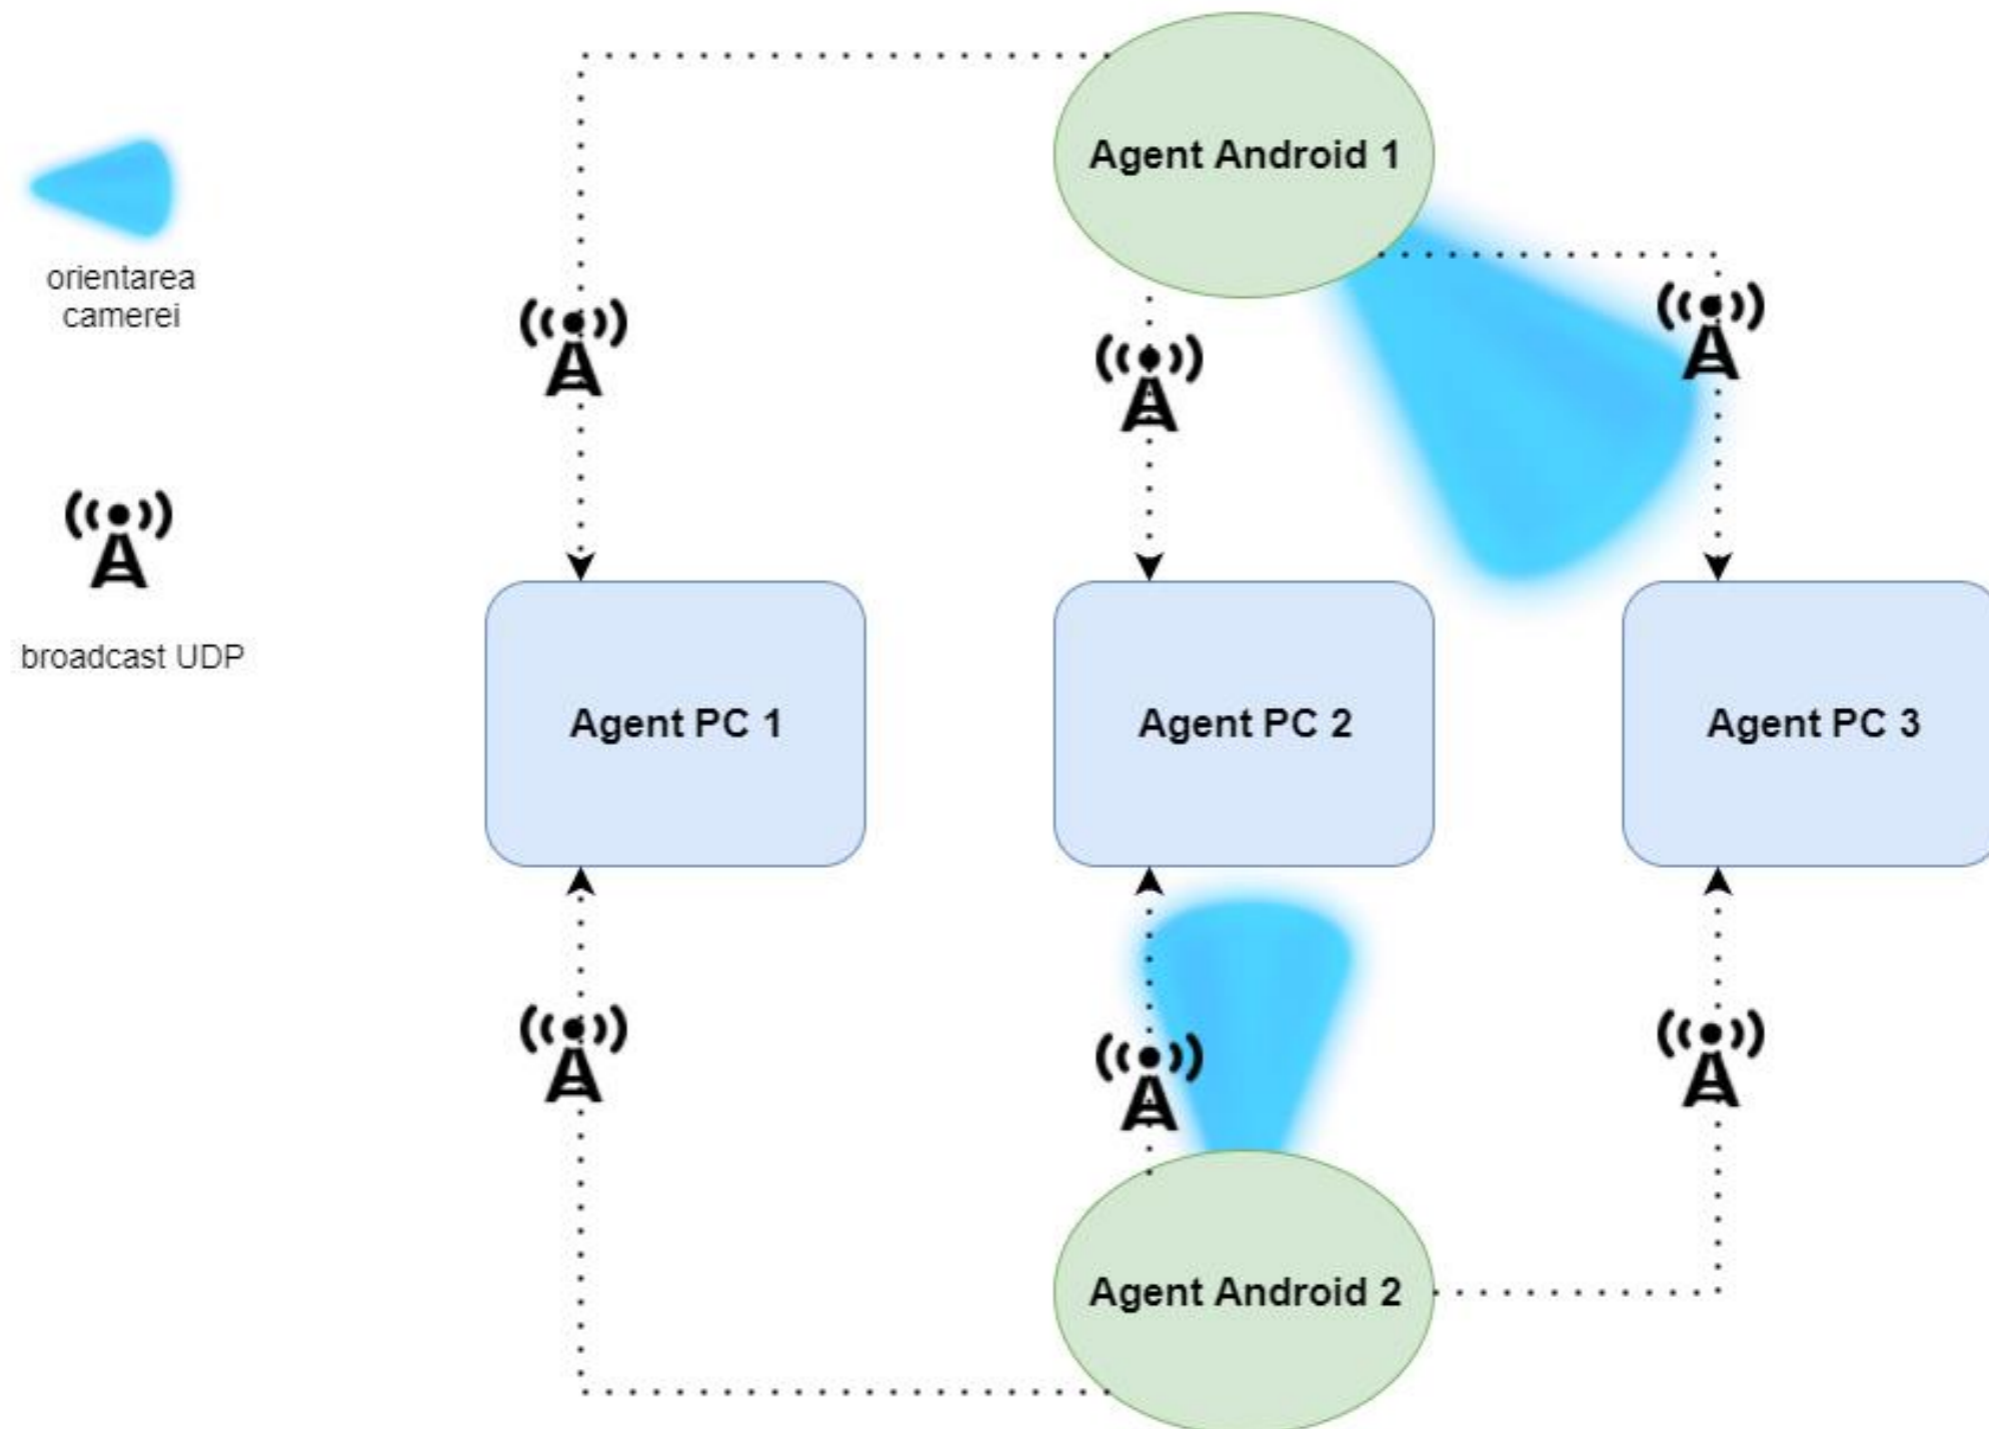 Agent Android 1
orientarea
camerei
broadcast UDP
Agent PC 1
Agent PC 2
Agent PC 3
Agent Android 2